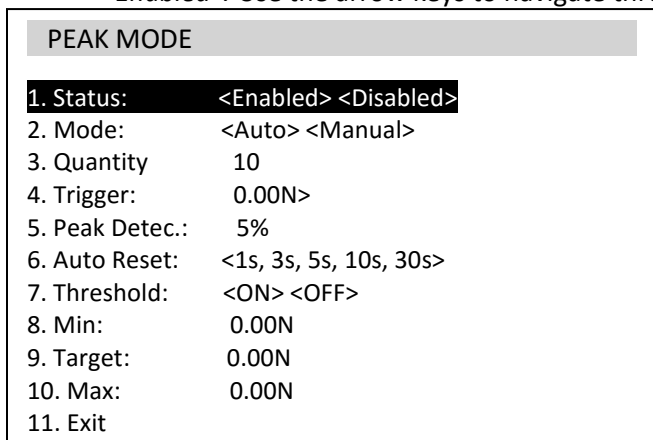 PEAK MODE
1. Status: <Enabled> <Disabled>
2. Mode: <Auto> <Manual>
3. Quantity 10
4. Trigger: 0.00N>
5. Peak Detec.: 5%
6. Auto Reset: <1s, 3s, 5s, 10s, 30s>
7. Threshold: <ON> <OFF>
8. Min: 0.00N
9. Target: 0.00N
10. Max: 0.00N
11. Exit